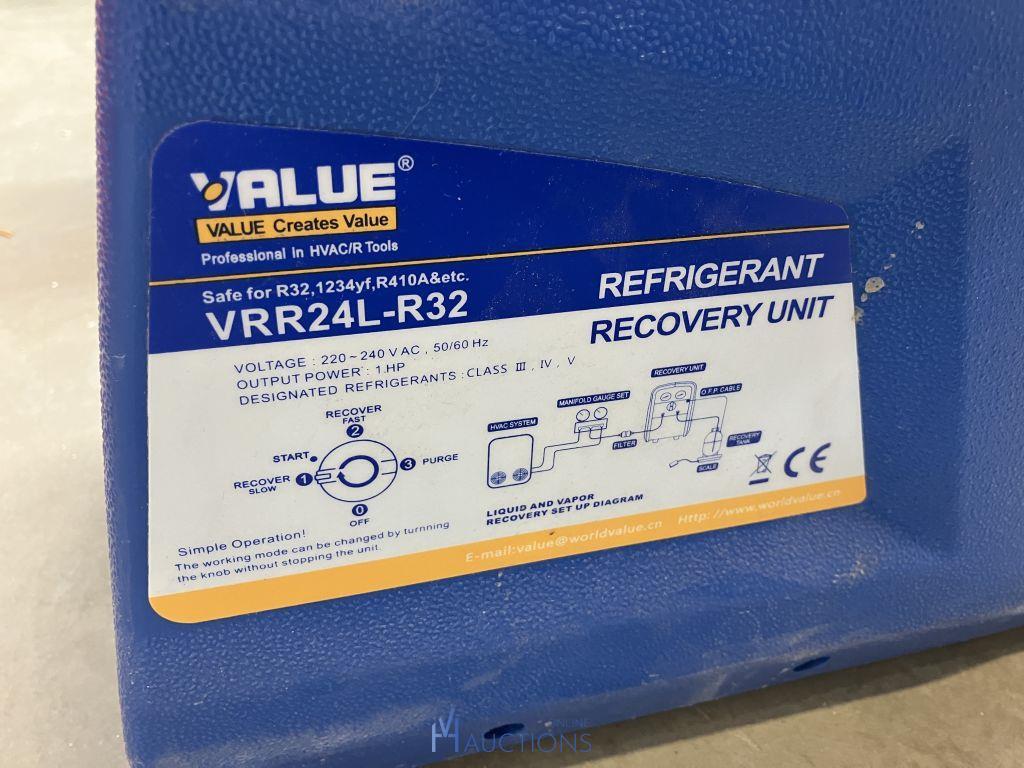 VALUE®
VALUE Creates Value
Professional in HVAC/R Tools
Safe for R32,1234yf,R410A&etc.
VRR24L-R32
REFRIGERANT
RECOVERY UNIT
VOLTAGE : 220~240 V AC , 50/60 Hz
OUTPUT POWER : 1.HP
DESIGNATED REFRIGERANTS : CLASS Ⅲ , Ⅳ , Ⅴ
RECOVER
FAST
2
START
RECOVER
SLOW
1
3 PURGE
0
OFF
Simple Operation!
The working mode can be changed by turnning
the knob without stopping the unit.
HVAC SYSTEM
MANIFOLD GAUGE SET
RECOVERY UNIT
O.F.P. CABLE
FILTER
RECOVERY
TANK
SCALE
LIQUID AND VAPOR
RECOVERY SET UP DIAGRAM
CE
E-mail:value@worldvalue.cn Http://www.worldvalue.cn
ONLINE
AUCTIONS